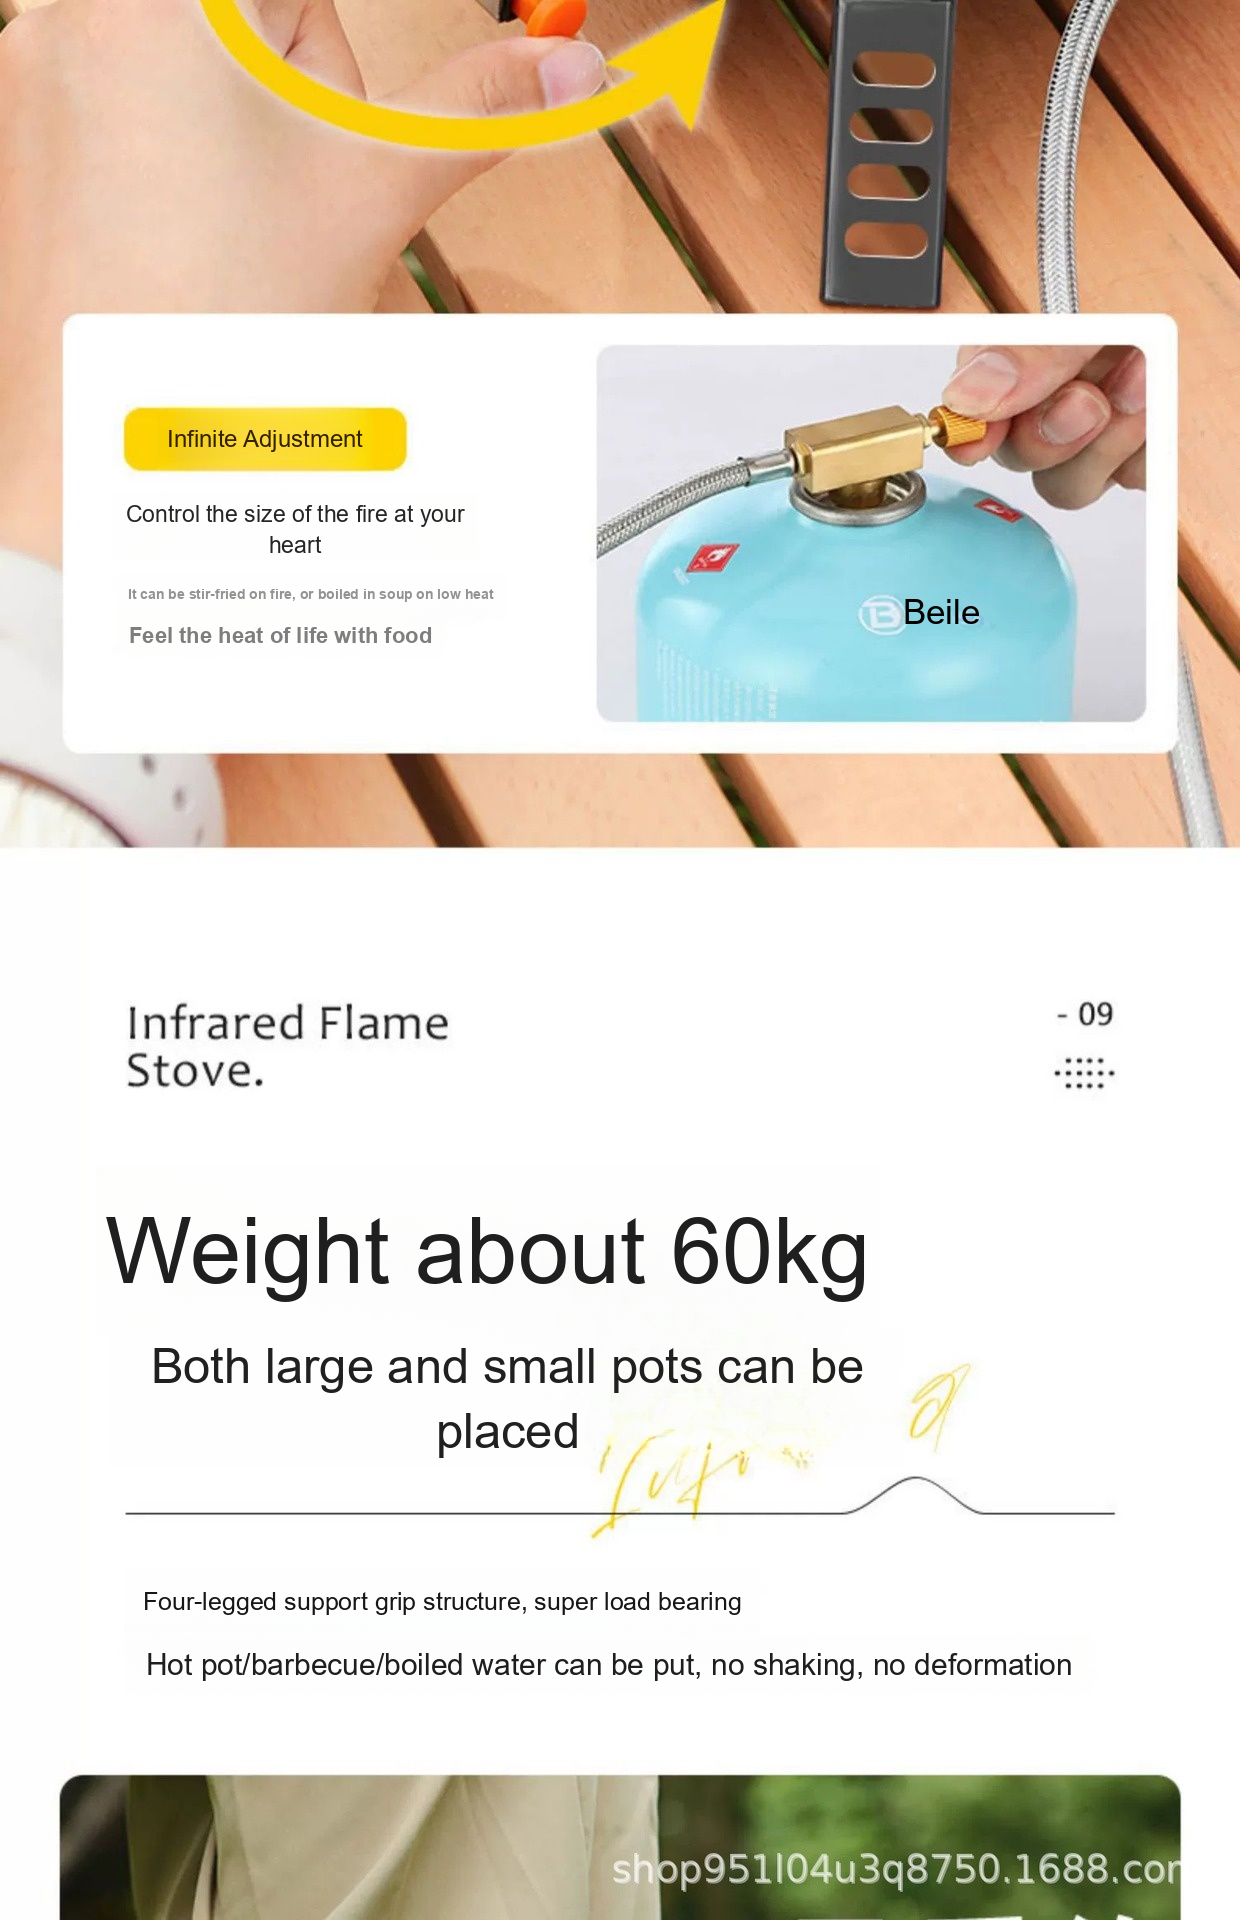 Infinite Adjustment
Control the size of the fire at your
heart
It can be stir-fried on fire, or boiled in soup on low heat
Feel the heat of life with food
Beile
Infrared Flame
Stove.
- 09
Weight about 60kg
Both large and small pots can be
placed
Four-legged support grip structure, super load bearing
Hot pot/barbecue/boiled water can be put, no shaking, no deformation
shop951l04u3q8750.1688.com